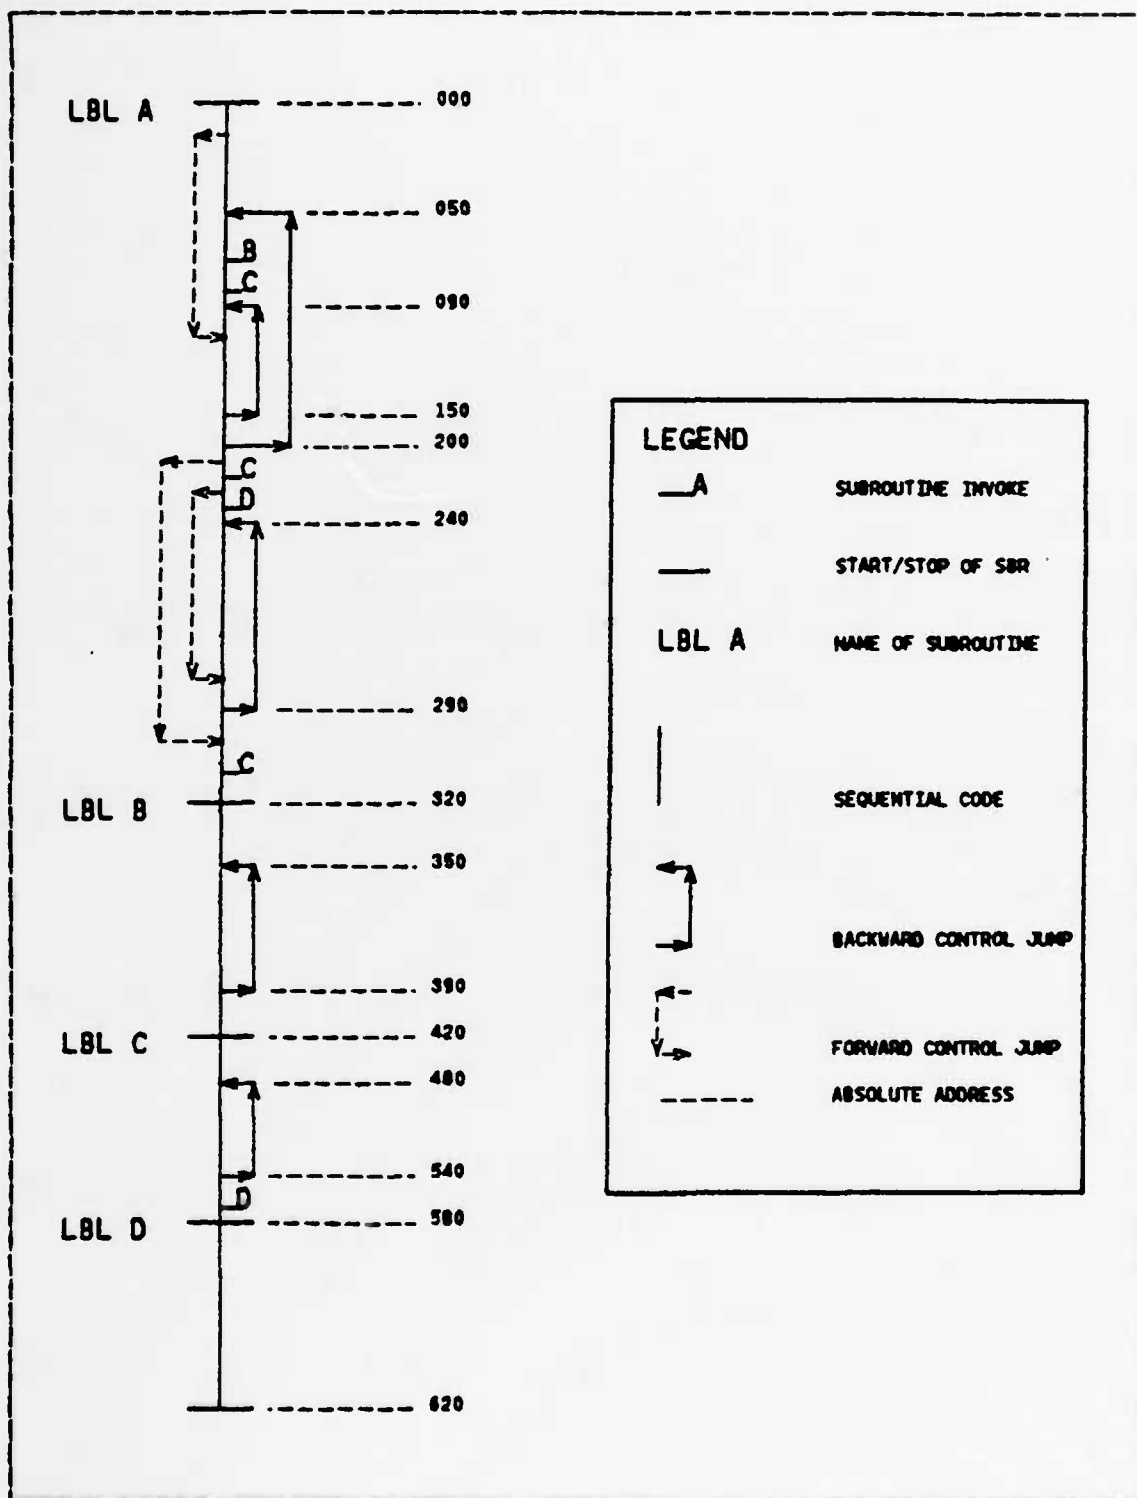 LBL A
000
050
B
C
090
150
200
C
D
240
290
C
LBL B
320
350
390
LBL C
420
480
540
D
LBL D
580
620
LEGEND
A SUBROUTINE INVOKE
START/STOP OF SBR
LBL A NAME OF SUBROUTINE
SEQUENTIAL CODE
BACKWARD CONTROL JUMP
FORWARD CONTROL JUMP
ABSOLUTE ADDRESS